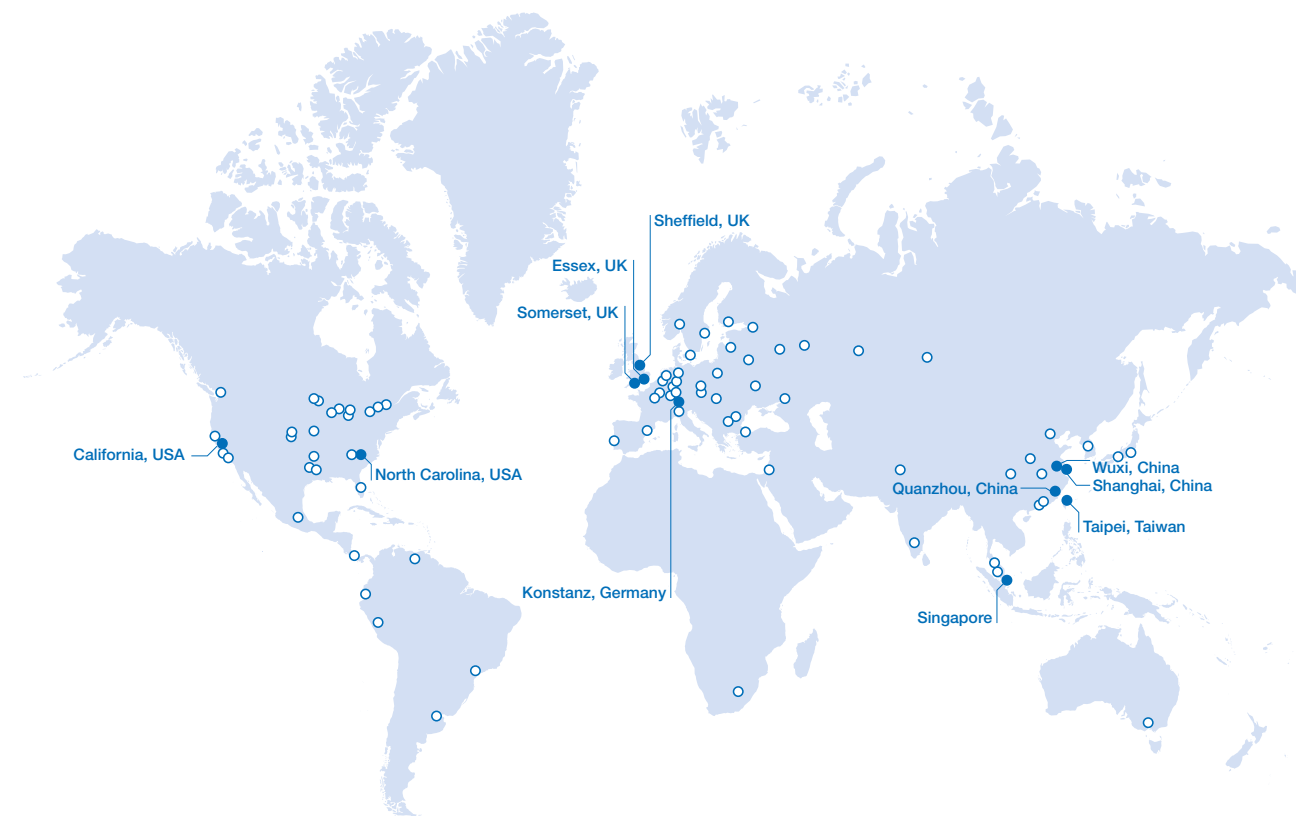 Sheffield, UK
Essex, UK
Somerset, UK
California, USA
North Carolina, USA
Wuxi, China
Quanzhou, China
Shanghai, China
Taipei, Taiwan
Konstanz, Germany
Singapore